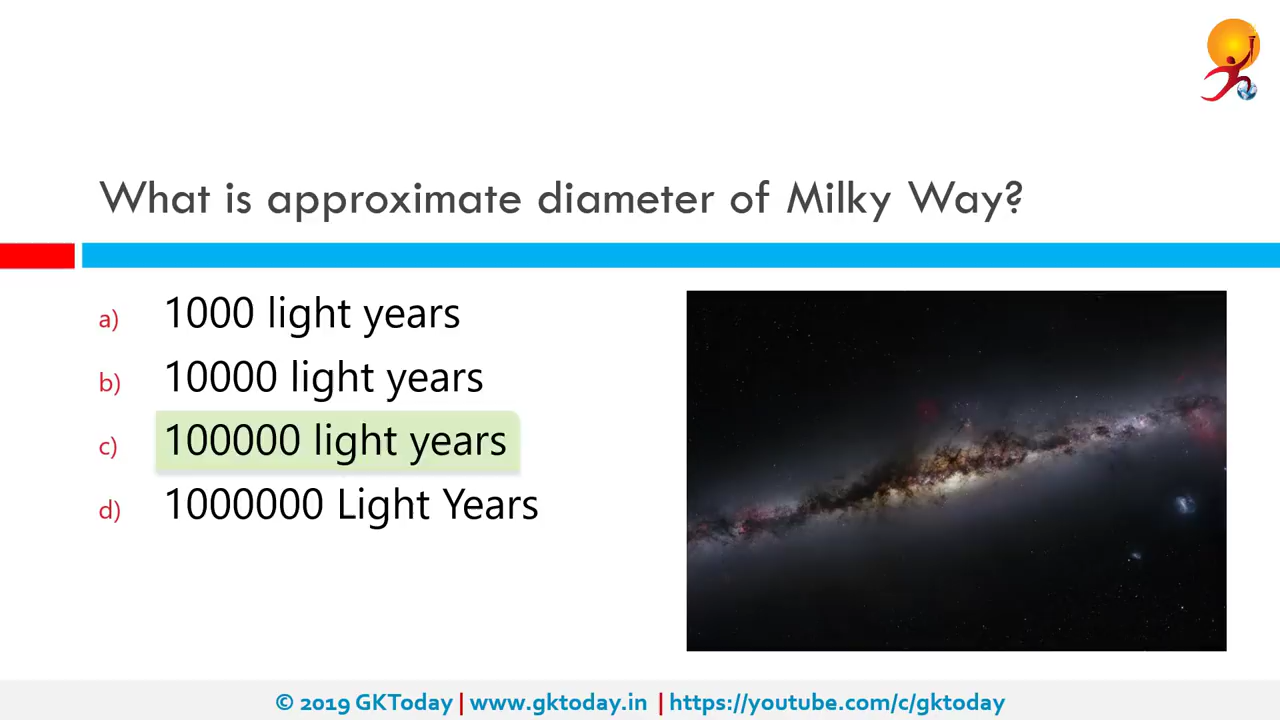 What is approximate diameter of Milky Way?
a) 1000 light years
b) 10000 light years
c) 100000 light years
d) 1000000 Light Years
© 2019 GKToday | www.gktoday.in | https://youtube.com/c/gktoday